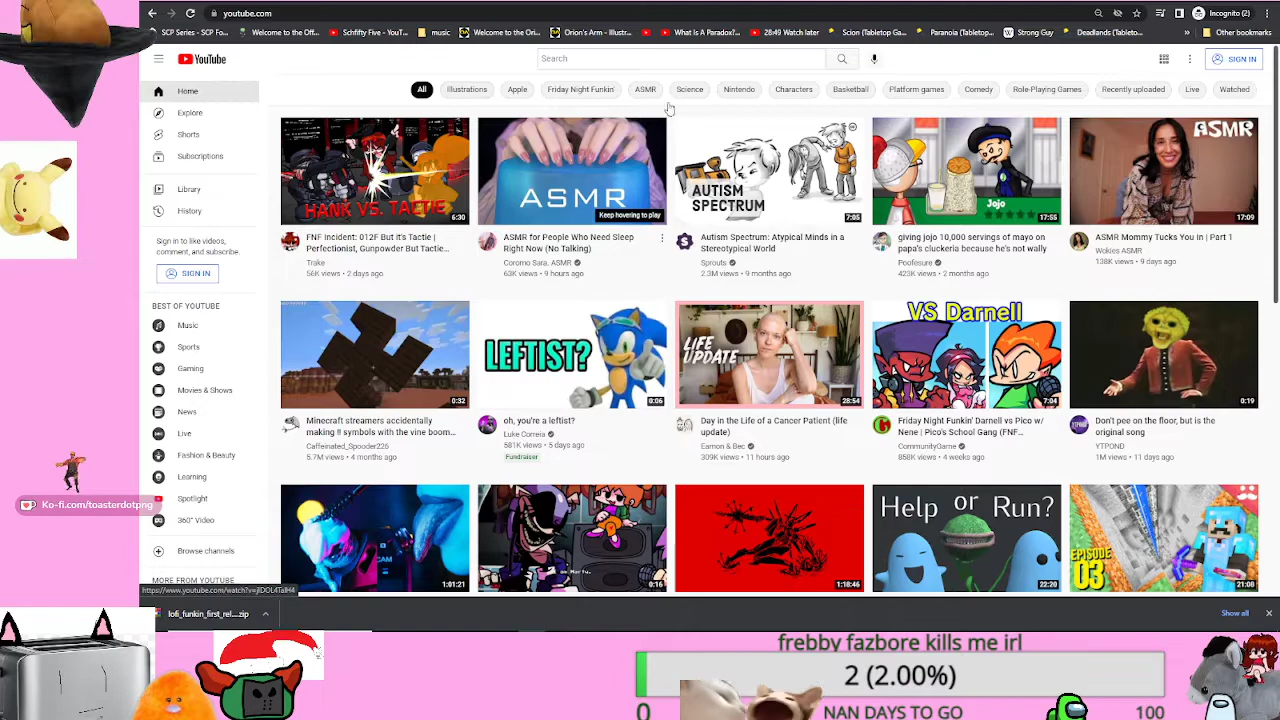 youtube.com
Incognito (3)
SCP Series - SCP Fo...
Welcome to the Off...
Schfifty Five - YouT...
Welcome to the Ori...
Orion's Arm - Illustr...
What Is A Paradox?...
28:49 Watch later
Scion (Tabletop Ga...
Paranoia (Tabletop...
Strong Guy
Deadlands (Tableto...
Other bookmarks
YouTube
Search
SIGN IN
All
Illustrations
Apple
Friday Night Funkin'
ASMR
Science
Nintendo
Characters
Basketball
Platform games
Comedy
Role-Playing Games
Recently uploaded
Live
Watched
Home
Explore
Shorts
Subscriptions
Library
History
Sign in to like videos,
comment, and subscribe.
SIGN IN
BEST OF YOUTUBE
Music
Sports
Gaming
Movies & Shows
News
Live
Fashion & Beauty
Learning
Spotlight
360° Video
Browse channels
MORE FROM YOUTUBE
HANK VS. TACTIE
6:30
FNF Incident: 012F But it's Tactie |
Perfectionist, Gunpowder But Tactie...
Trake
56K views • 2 days ago
ASMR
Keep hovering to play
ASMR for People Who Need Sleep
Right Now (No Talking)
Coromo Sara. ASMR
63K views • 9 hours ago
AUTISM
SPECTRUM
7:05
Autism Spectrum: Atypical Minds in a
Stereotypical World
Sprouts
2.3M views • 9 months ago
Jojo
17:55
giving jojo 10,000 servings of mayo on
papa's cluckeria because he's not wally
Poofesure
423K views • 2 months ago
ASMR
17:09
ASMR Mommy Tucks You in | Part 1
Wokies ASMR
138K views • 9 days ago
0:32
Minecraft streamers accidentally
making !! symbols with the vine boom...
Caffeinated_Spooder226
5.7M views • 4 months ago
LEFTIST?
0:06
oh, you're a leftist?
Luke Correia
581K views • 5 days ago
Fundraiser
LIFE
UPDATE
28:54
Day in the Life of a Cancer Patient (life
update)
Eamon & Bec
309K views • 11 hours ago
VS Darnell
7:04
Friday Night Funkin' Darnell vs Pico w/
Nene | Pico's School Gang (FNF...
CommunityGame
858K views • 4 weeks ago
0:19
Don't pee on the floor, but is the
original song
YTPOND
1M views • 11 days ago
CAM
1:01:21
0:16
1:18:46
Help or Run?
22:20
EPISODE
03
21:08
Ko-fi.com/toasterdotpng
lofi_funkin_first_rel....zip
Show all
frebby fazbore kills me irl
2 (2.00%)
0
NAN DAYS TO GO
100